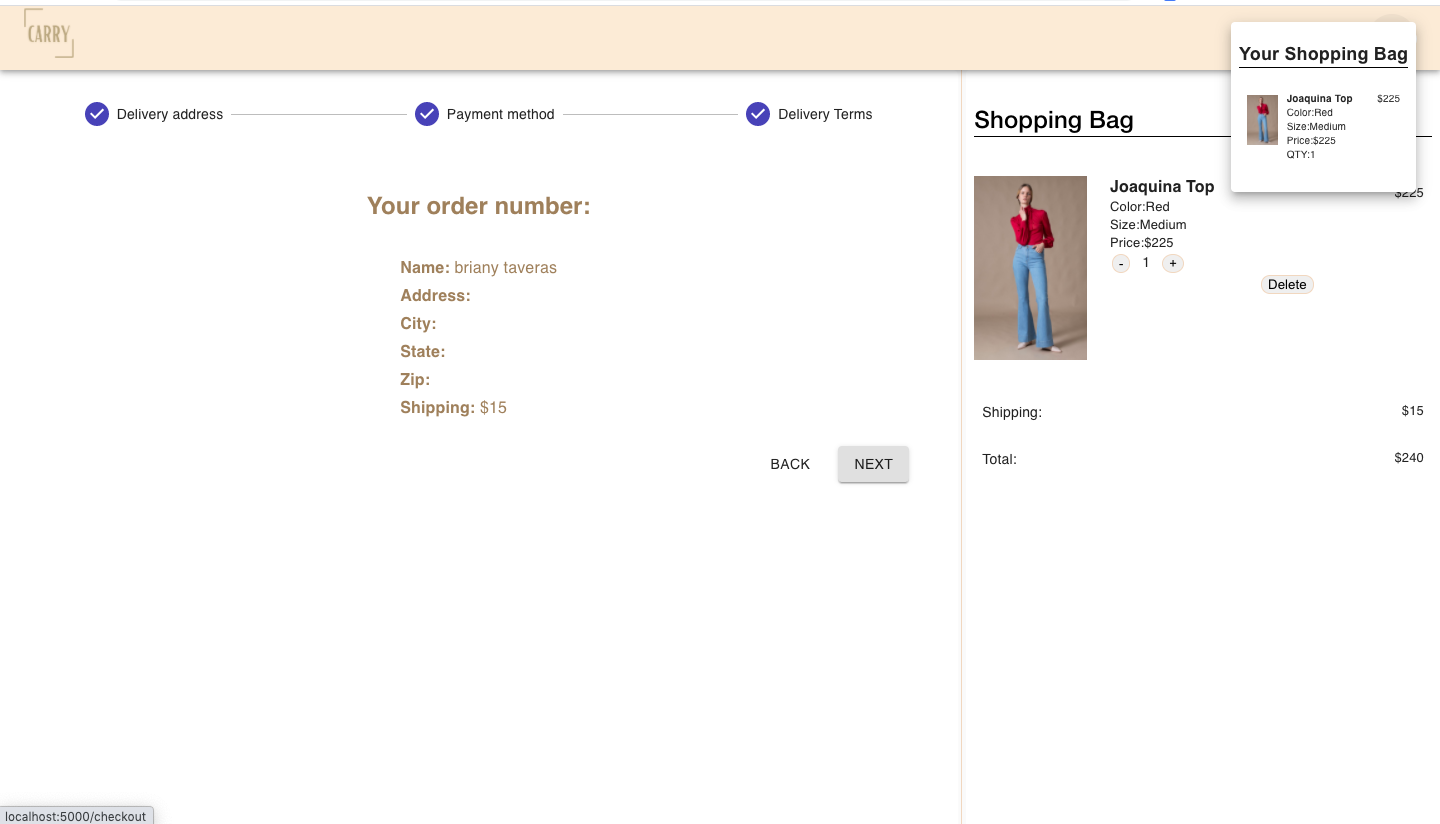 CARRY
Delivery address
Payment method
Delivery Terms
Your order number:
Name: briany taveras
Address:
City:
State:
Zip:
Shipping: $15
BACK
NEXT
Shopping Bag
Joaquina Top
$225
Color:Red
Size:Medium
Price:$225
- 1 +
Delete
Shipping:
$15
Total:
$240
Your Shopping Bag
Joaquina Top
$225
Color:Red
Size:Medium
Price:$225
QTY:1
localhost:5000/checkout